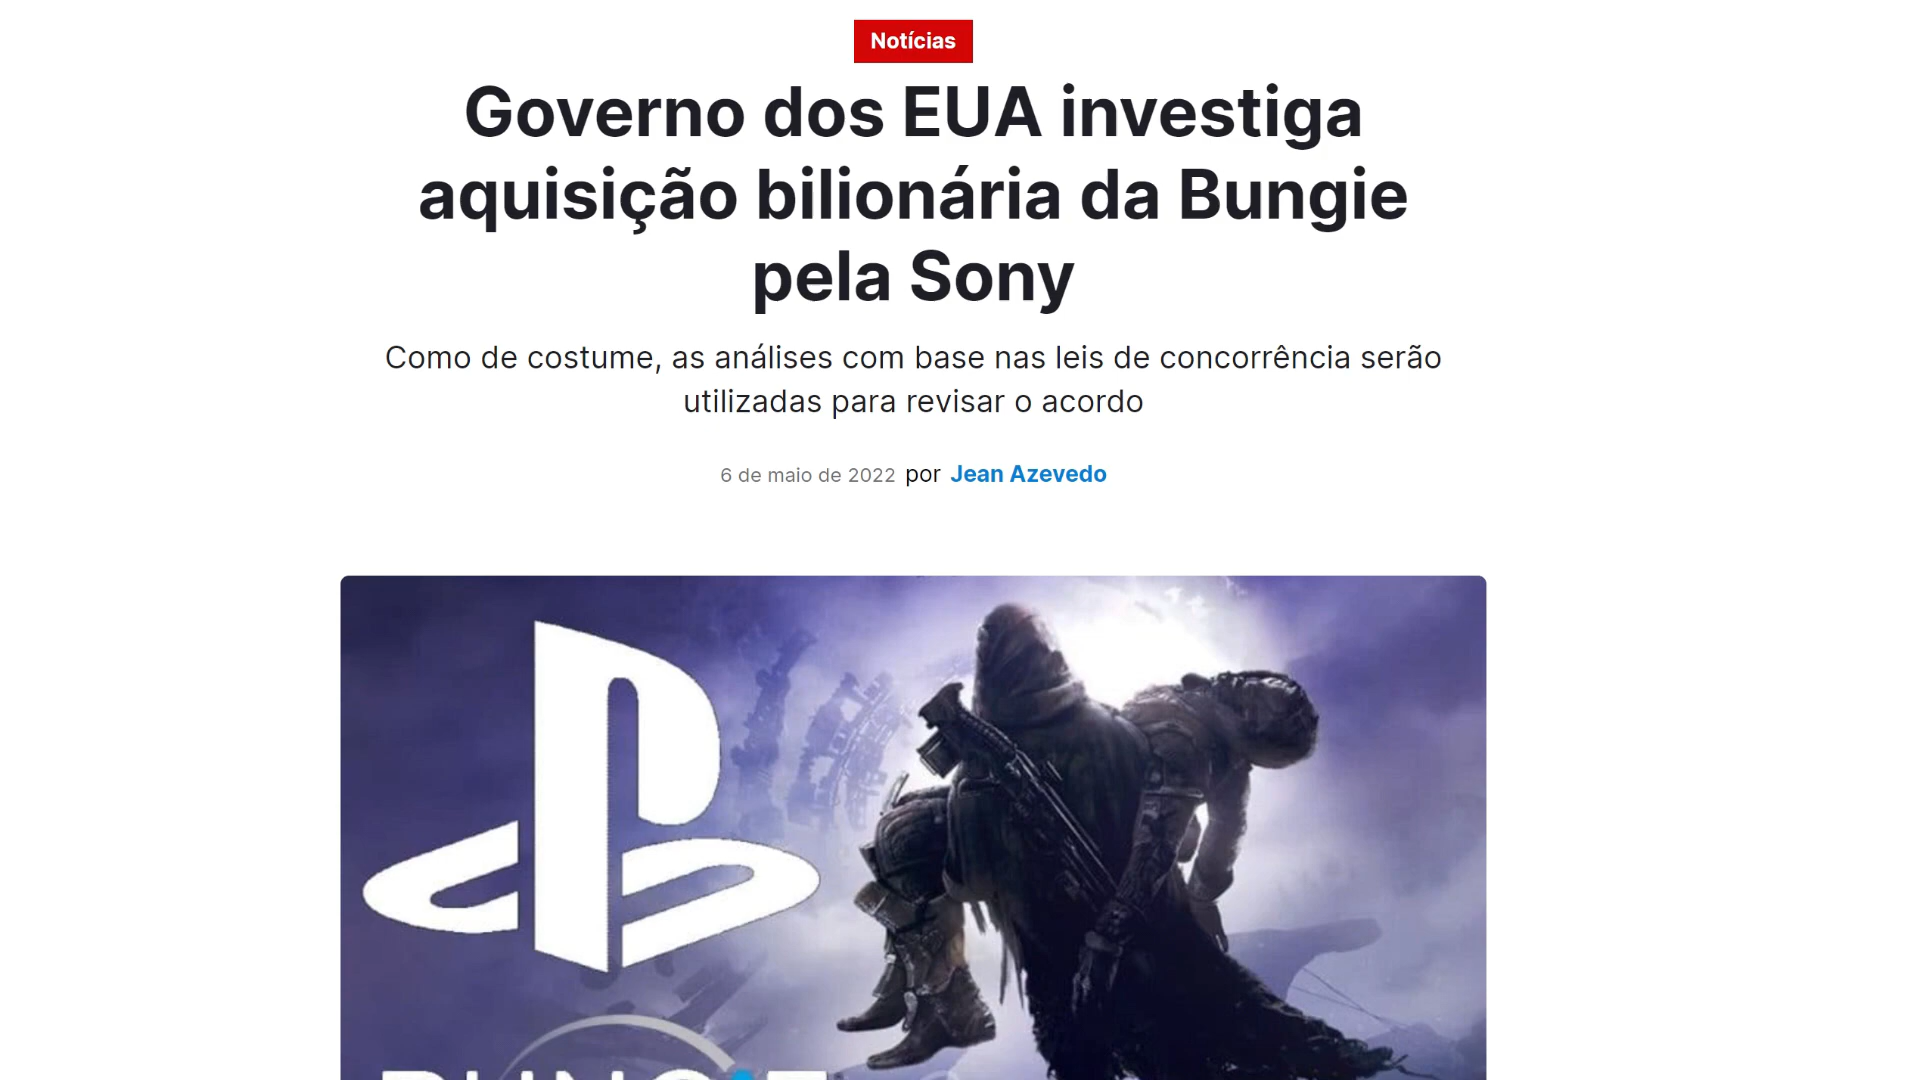 Notícias
Governo dos EUA investiga
aquisição bilionária da Bungie
pela Sony
Como de costume, as análises com base nas leis de concorrência serão
utilizadas para revisar o acordo
6 de maio de 2022 por Jean Azevedo
BUNGIE